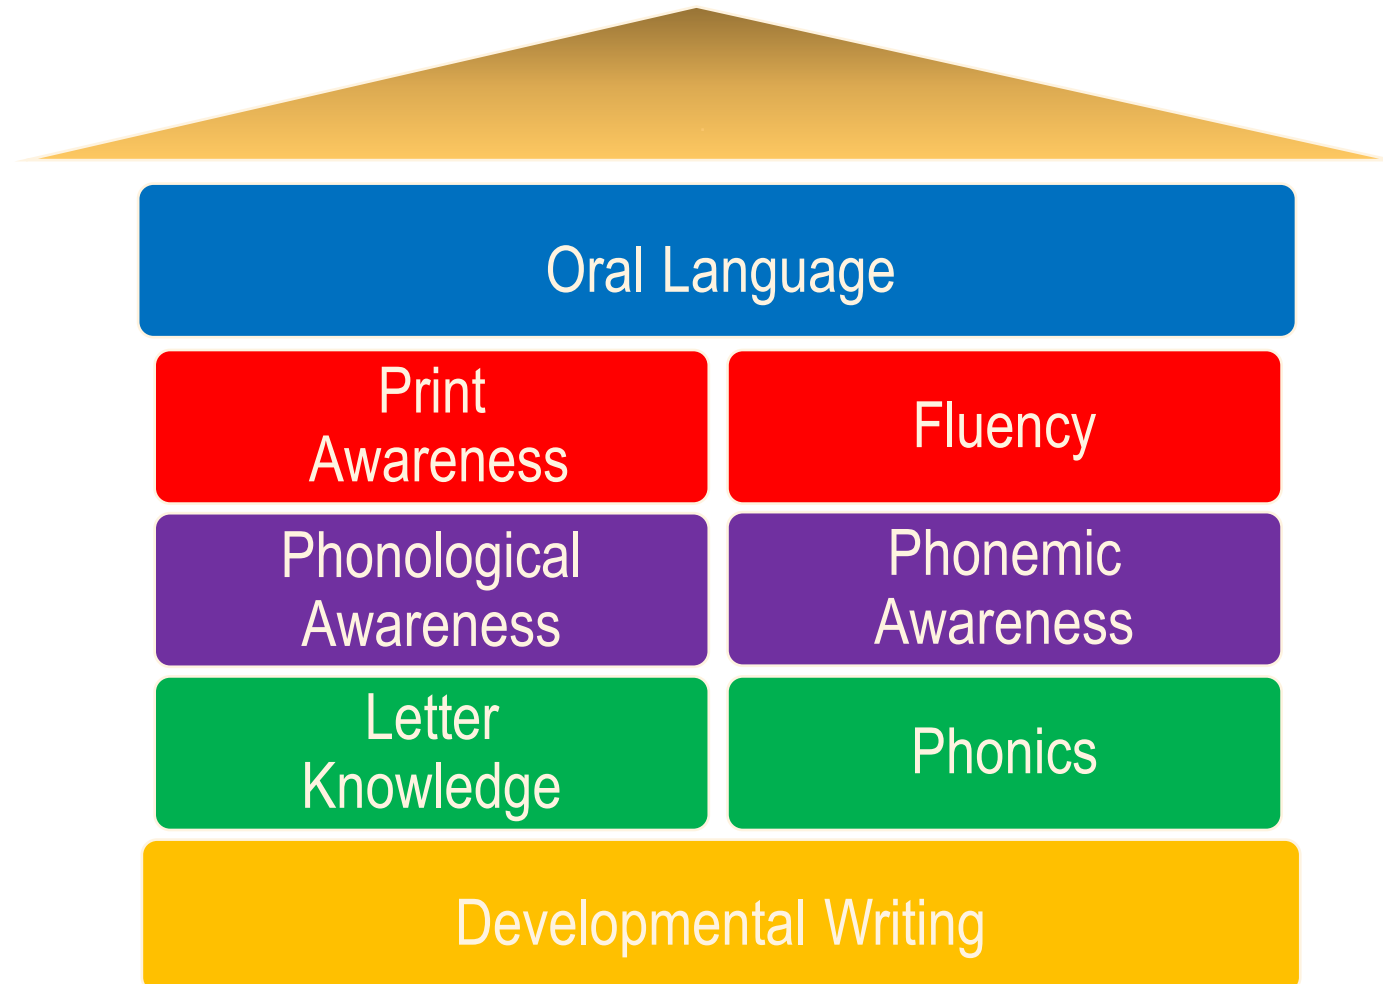 Oral Language
Print
Awareness
Fluency
Phonological
Awareness
Phonemic
Awareness
Letter
Knowledge
Phonics
Developmental Writing